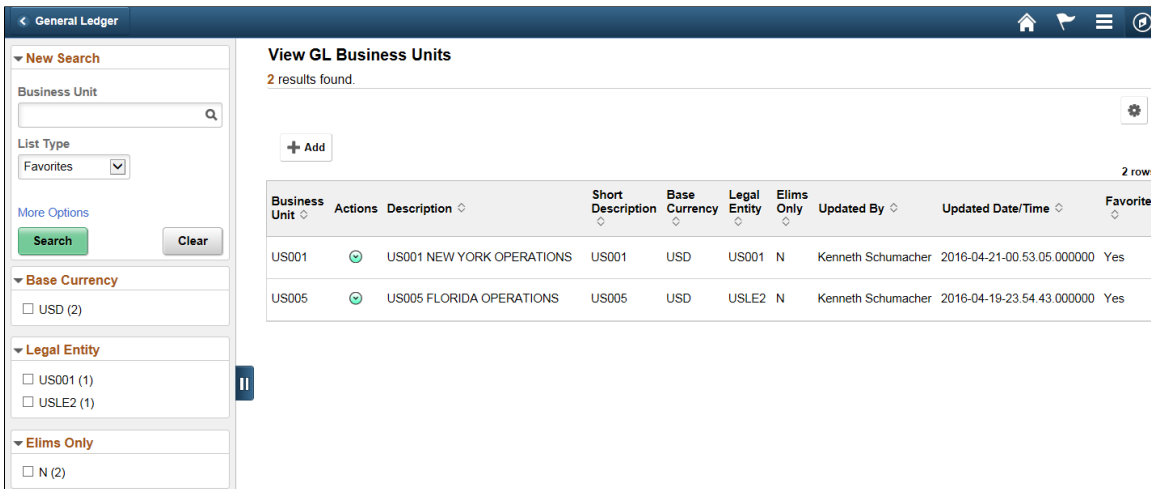 General Ledger
New Search
Business Unit
List Type
Favorites
More Options
Search Clear
Base Currency
USD (2)
Legal Entity
US001 (1)
USLE2 (1)
Elims Only
N (2)
View GL Business Units
2 results found.
Add
2 rows
Business Unit Actions Description Short Description Base Currency Legal Entity Elims Only Updated By Updated Date/Time Favorite
US001 US001 NEW YORK OPERATIONS US001 USD US001 N Kenneth Schumacher 2016-04-21-00.53.05.000000 Yes
US005 US005 FLORIDA OPERATIONS US005 USD USLE2 N Kenneth Schumacher 2016-04-19-23.54.43.000000 Yes